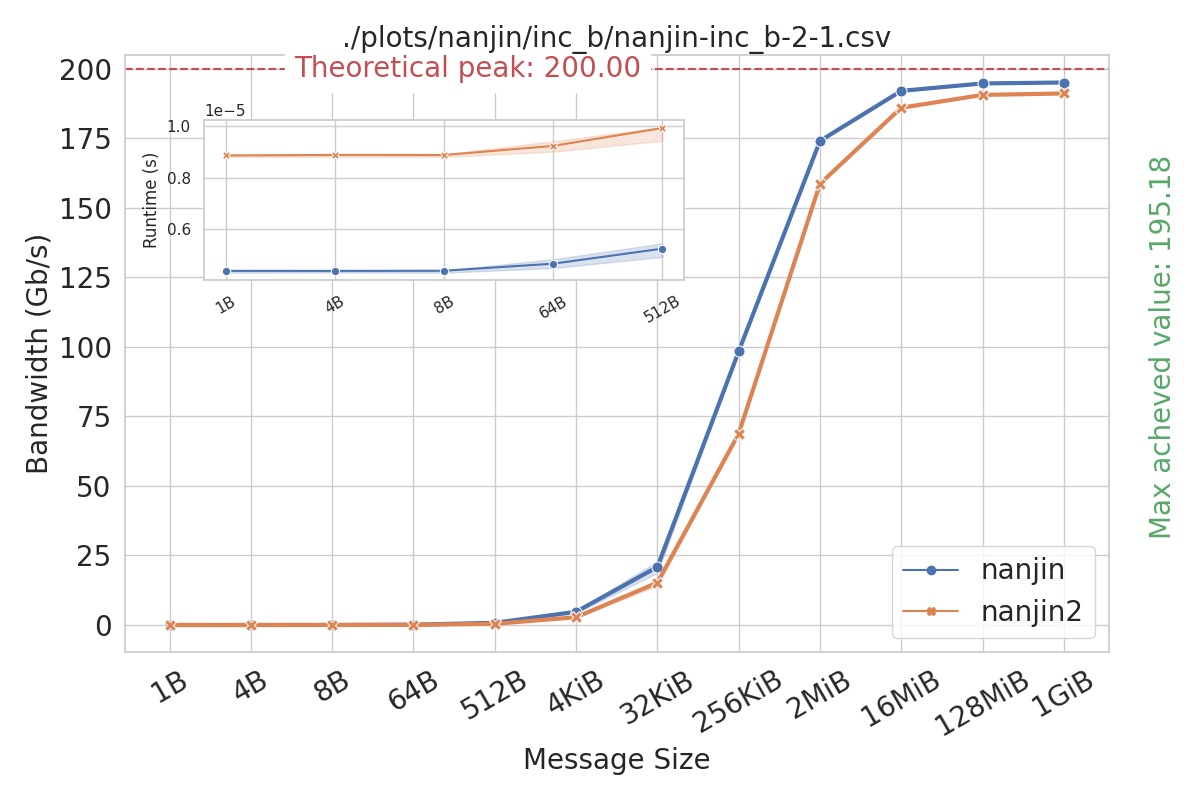 ./plots/nanjin/inc_b/nanjin-inc_b-2-1.csv
Theoretical peak: 200.00
200
175
150
125
100
75
50
25
0
Bandwidth (Gb/s)
1e−5
1.0
0.8
0.6
Runtime (s)
1B
4B
8B
64B
512B
Max acheved value: 195.18
nanjin
nanjin2
1B
4B
8B
64B
512B
4KiB
32KiB
256KiB
2MiB
16MiB
128MiB
1GiB
Message Size